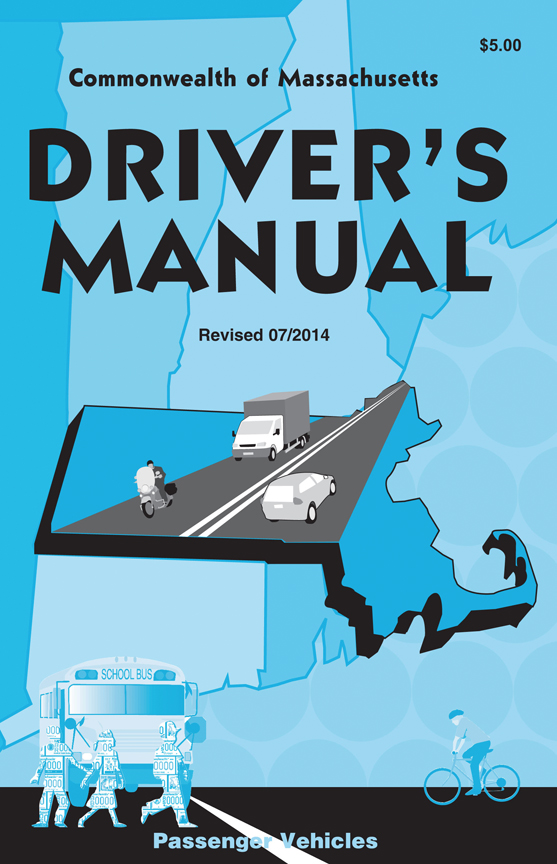 $5.00
Commonwealth of Massachusetts
DRIVER'S
MANUAL
Revised 07/2014
SCHOOL BUS
Passenger Vehicles